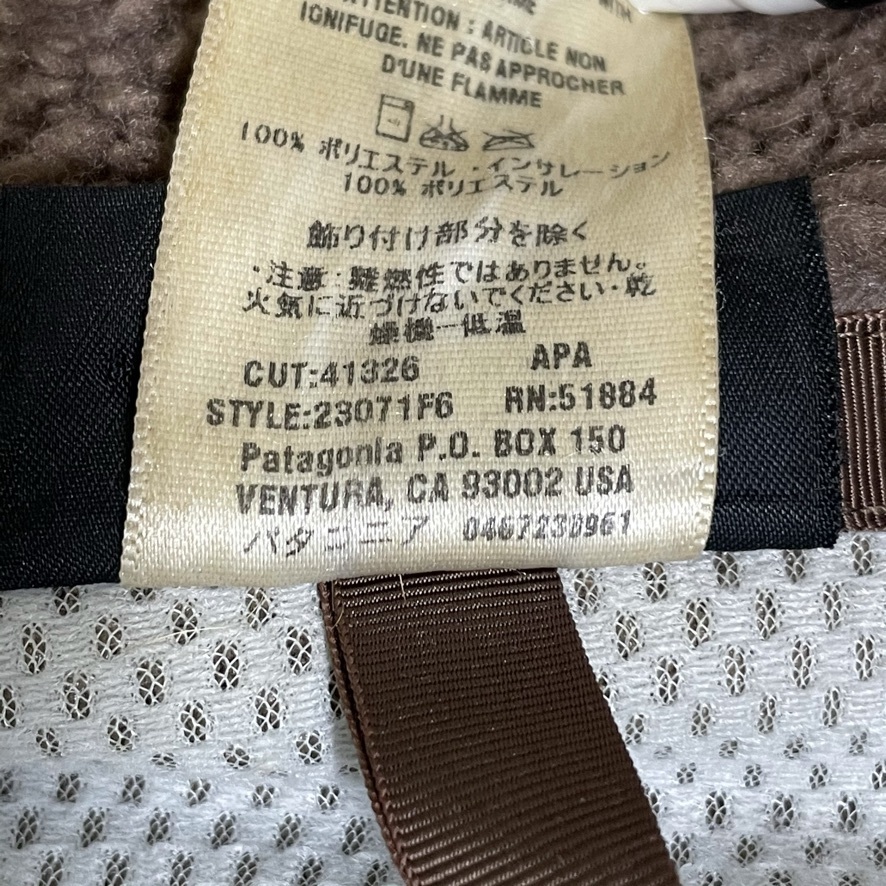 ATTENTION : ARTICLE NON
IGNIFUGE. NE PAS APPROCHER
D'UNE FLAMME
100% ポリエステル ・インサレーション
100% ポリエステル
飾り付け部分を除く
・注意：難燃性ではありません。
火気に近づけないでください・乾
燥機ー低温
CUT:41326 APA
STYLE:23071F6 RN:51884
Patagonia P.O. BOX 150
VENTURA, CA 93002 USA
パタゴニア 0467230961